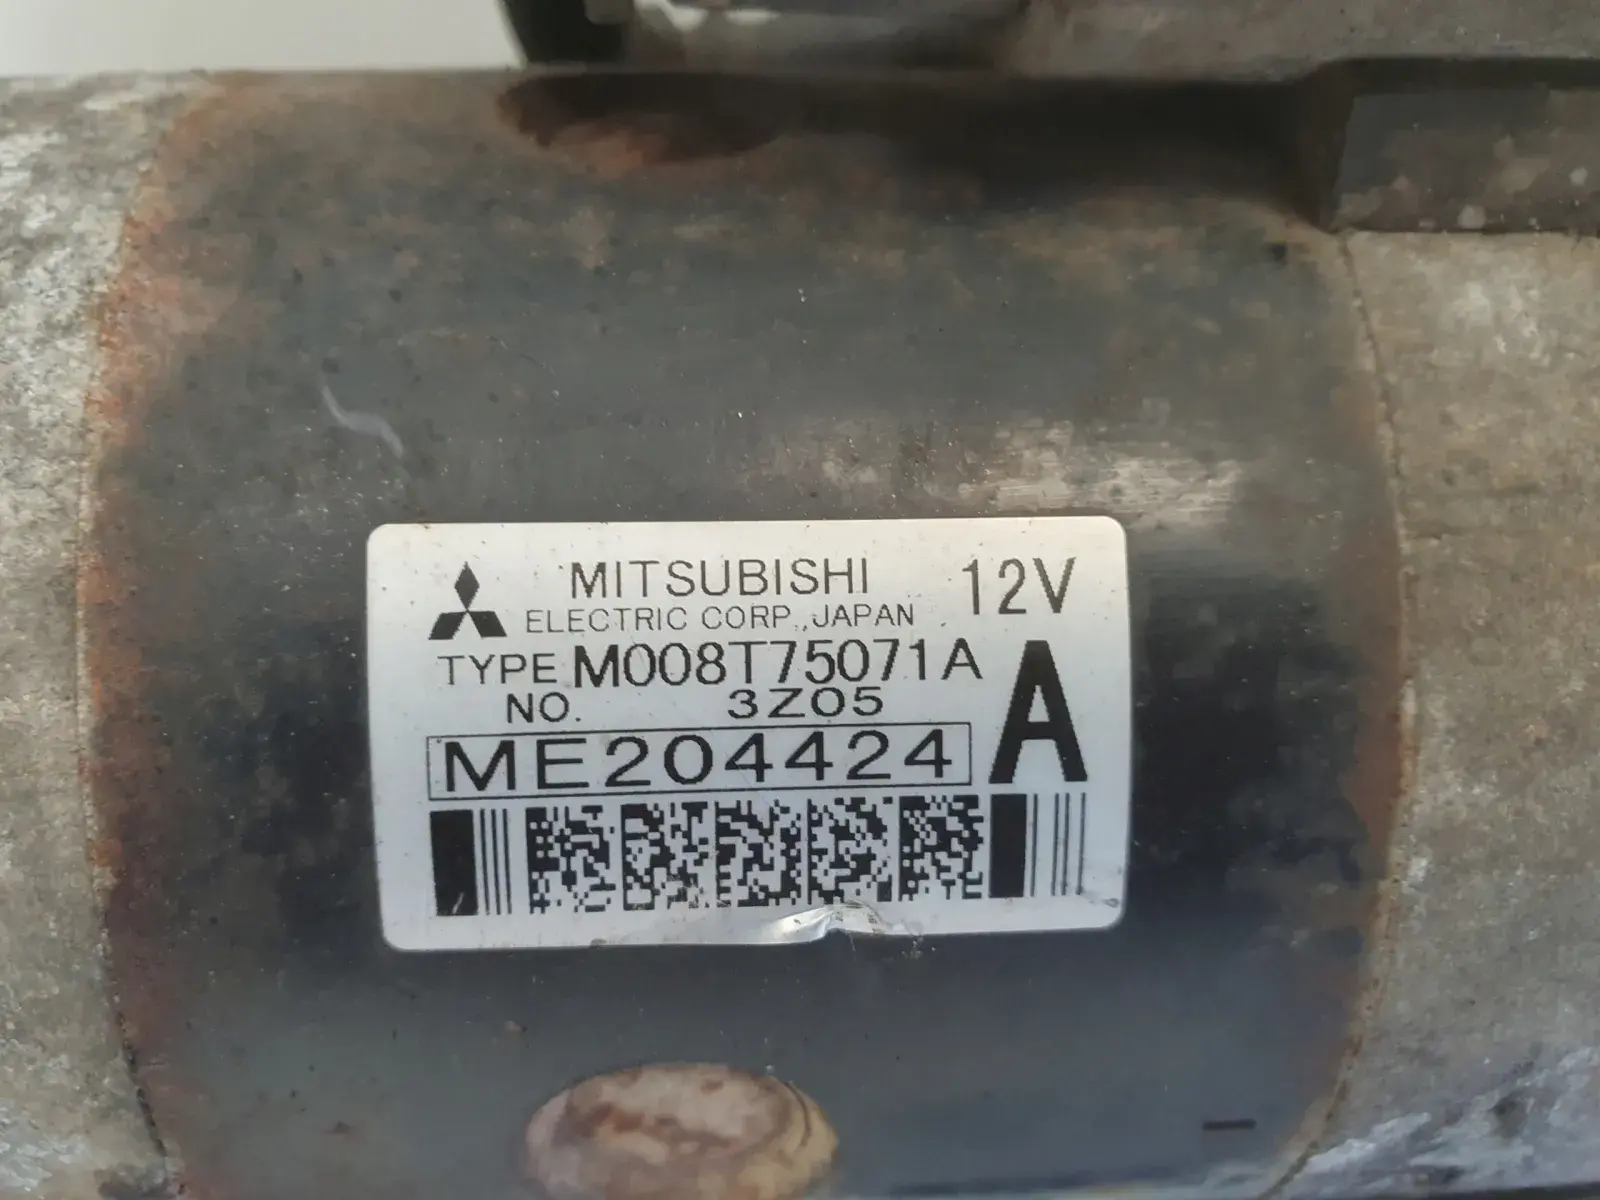 MITSUBISHI 12V
ELECTRIC CORP., JAPAN
TYPE M008T75071A
NO. 3Z05
A
ME204424